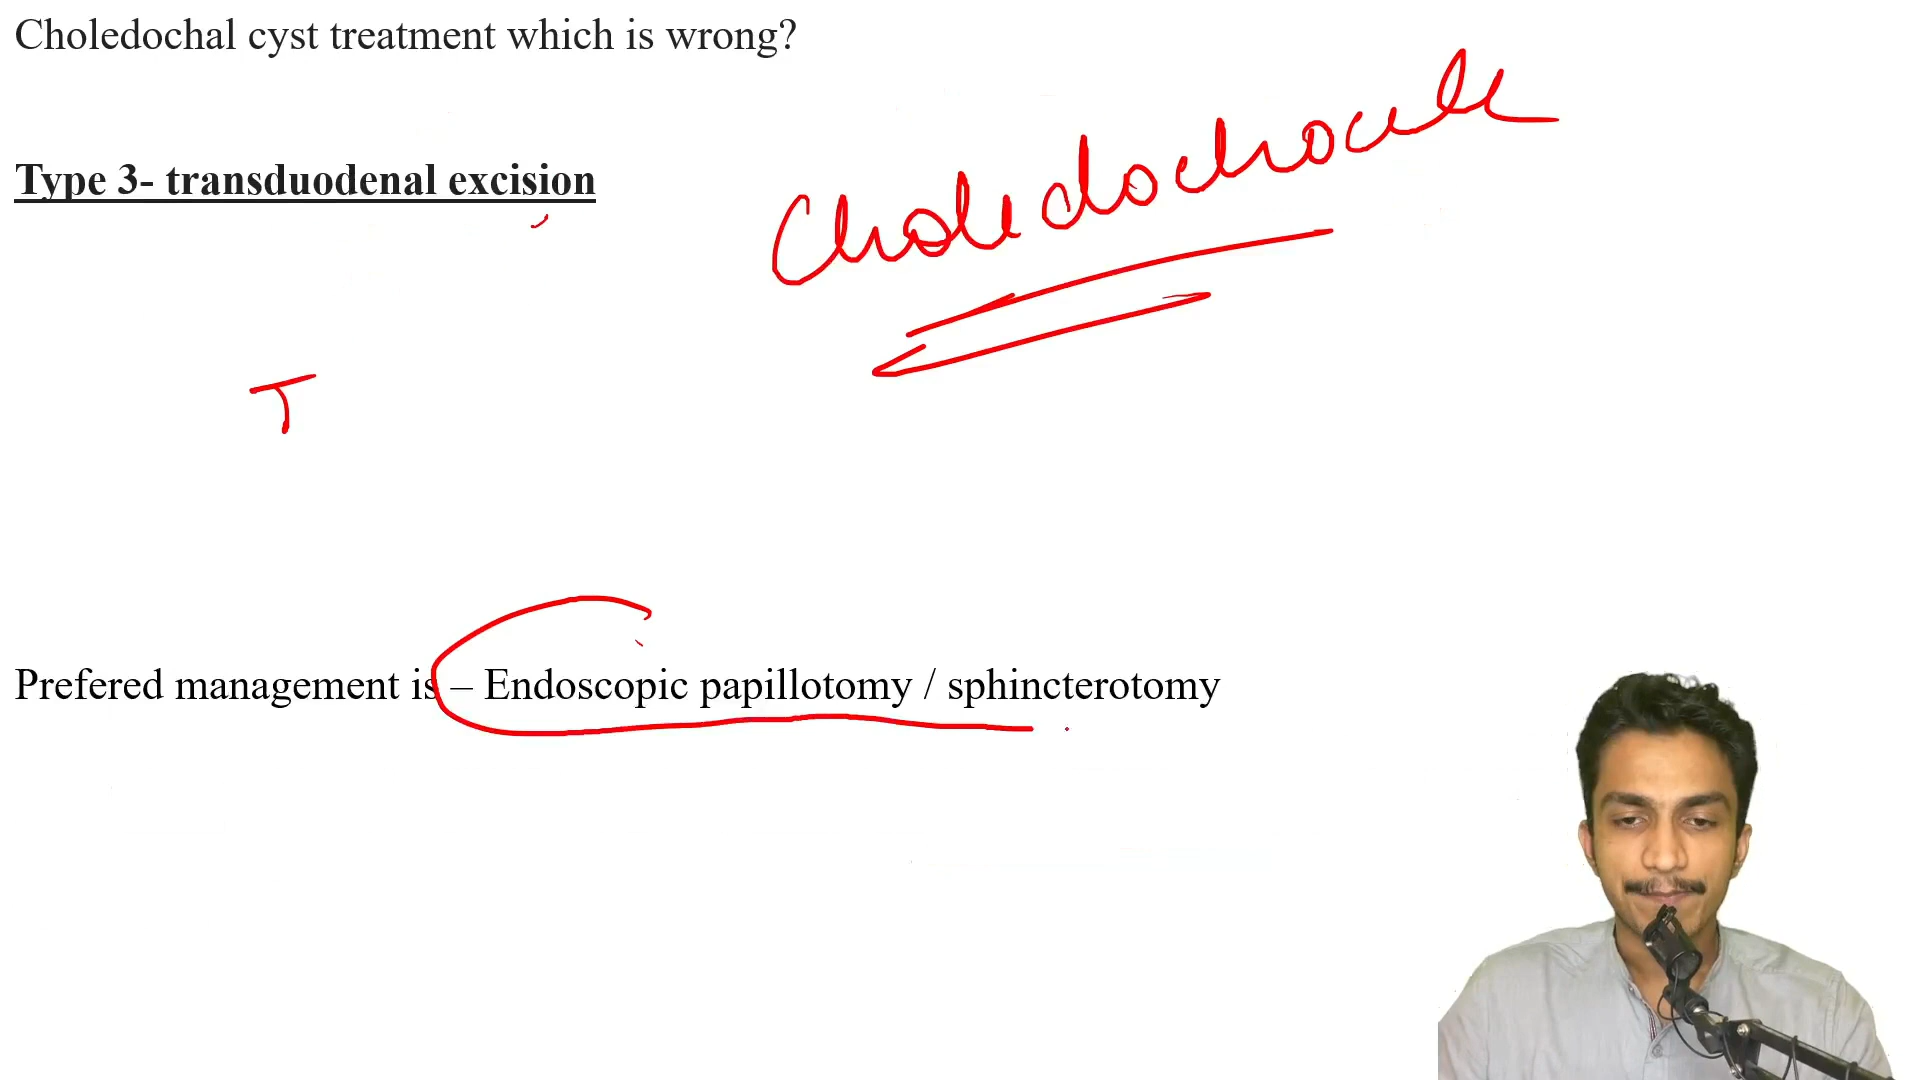 Choledochal cyst treatment which is wrong?
Choledochocele
Type 3- transduodenal excision
T
Prefered management is – Endoscopic papillotomy / sphincterotomy